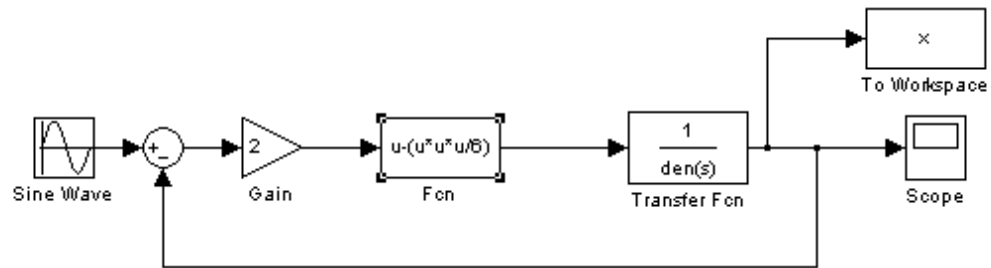 x
To Workspace
+
−
2
u-(u*u*u/6)
1
den(s)
Sine Wave
Gain
Fcn
Transfer Fcn
Scope